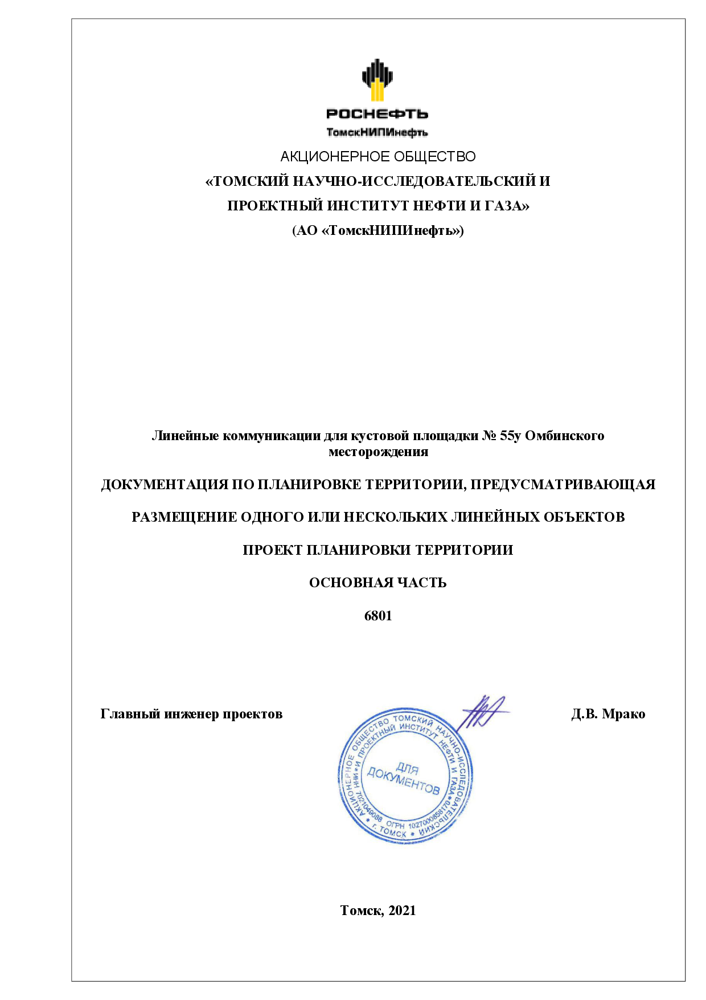 РОСНЕФТЬ
ТомскНИПИнефть
АКЦИОНЕРНОЕ ОБЩЕСТВО
«ТОМСКИЙ НАУЧНО-ИССЛЕДОВАТЕЛЬСКИЙ И
ПРОЕКТНЫЙ ИНСТИТУТ НЕФТИ И ГАЗА»
(АО «ТомскНИПИнефть»)
Линейные коммуникации для кустовой площадки № 55у Омбинского
месторождения
ДОКУМЕНТАЦИЯ ПО ПЛАНИРОВКЕ ТЕРРИТОРИИ, ПРЕДУСМАТРИВАЮЩАЯ
РАЗМЕЩЕНИЕ ОДНОГО ИЛИ НЕСКОЛЬКИХ ЛИНЕЙНЫХ ОБЪЕКТОВ
ПРОЕКТ ПЛАНИРОВКИ ТЕРРИТОРИИ
ОСНОВНАЯ ЧАСТЬ
6801
Главный инженер проектов Д.В. Мрако
* АКЦИОНЕРНОЕ ОБЩЕСТВО ТОМСКИЙ НАУЧНО-ИССЛЕДОВАТЕЛЬСКИЙ * г. ТОМСК
И ПРОЕКТНЫЙ ИНСТИТУТ НЕФТИ И ГАЗА * ОГРН 1027000858170 ИНН 7021049088 *
ДЛЯ
ДОКУМЕНТОВ
Томск, 2021